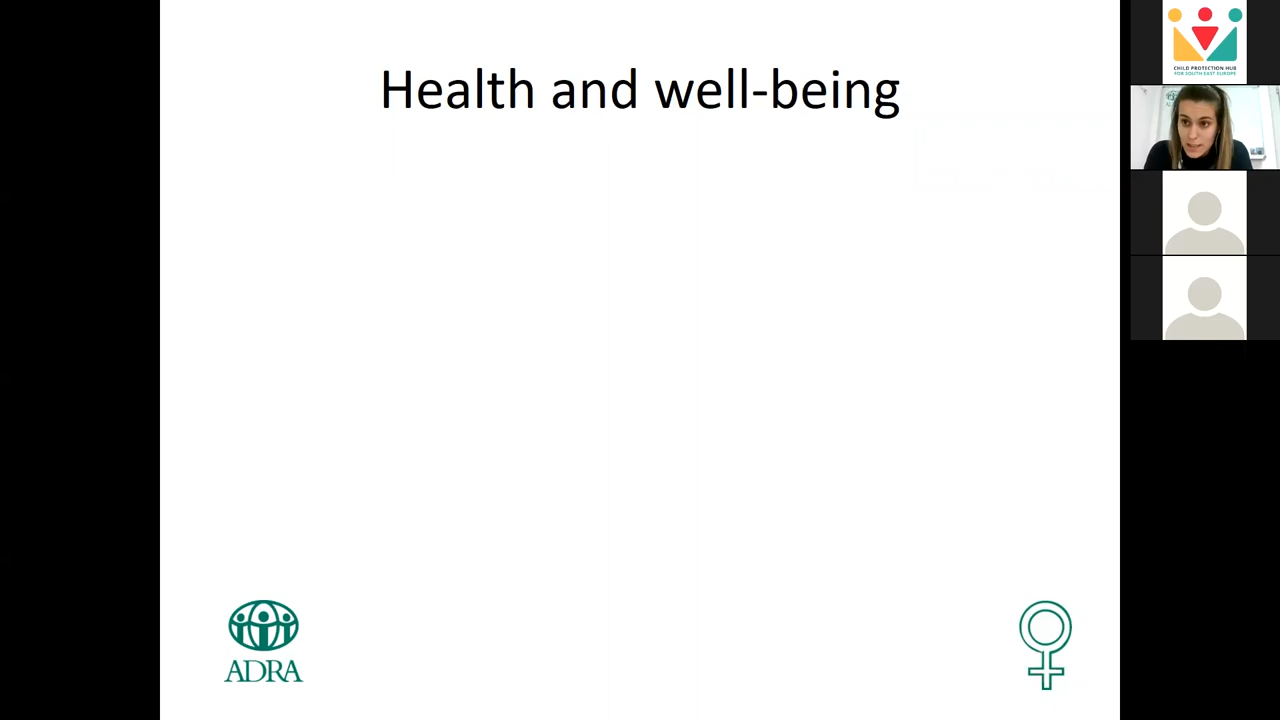 Health and well-being
CHILD PROTECTION HUB
FOR SOUTH EAST EUROPE
ADRA